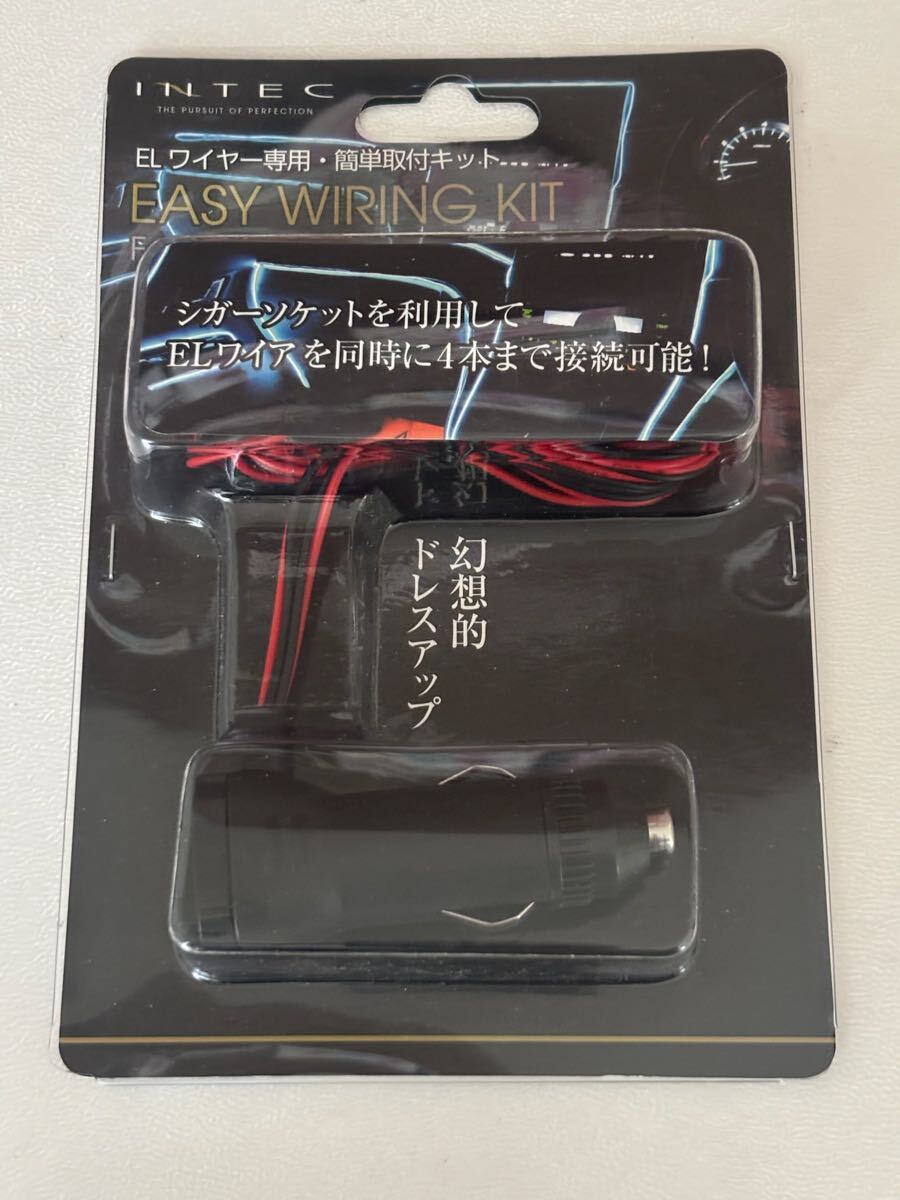 INTEC
THE PURSUIT OF PERFECTION
EL ワイヤー専用・簡単取付キット
EASY WIRING KIT
F
シガーソケットを利用して
ELワイアを同時に4本まで接続可能!
幻想的
ドレスアップ